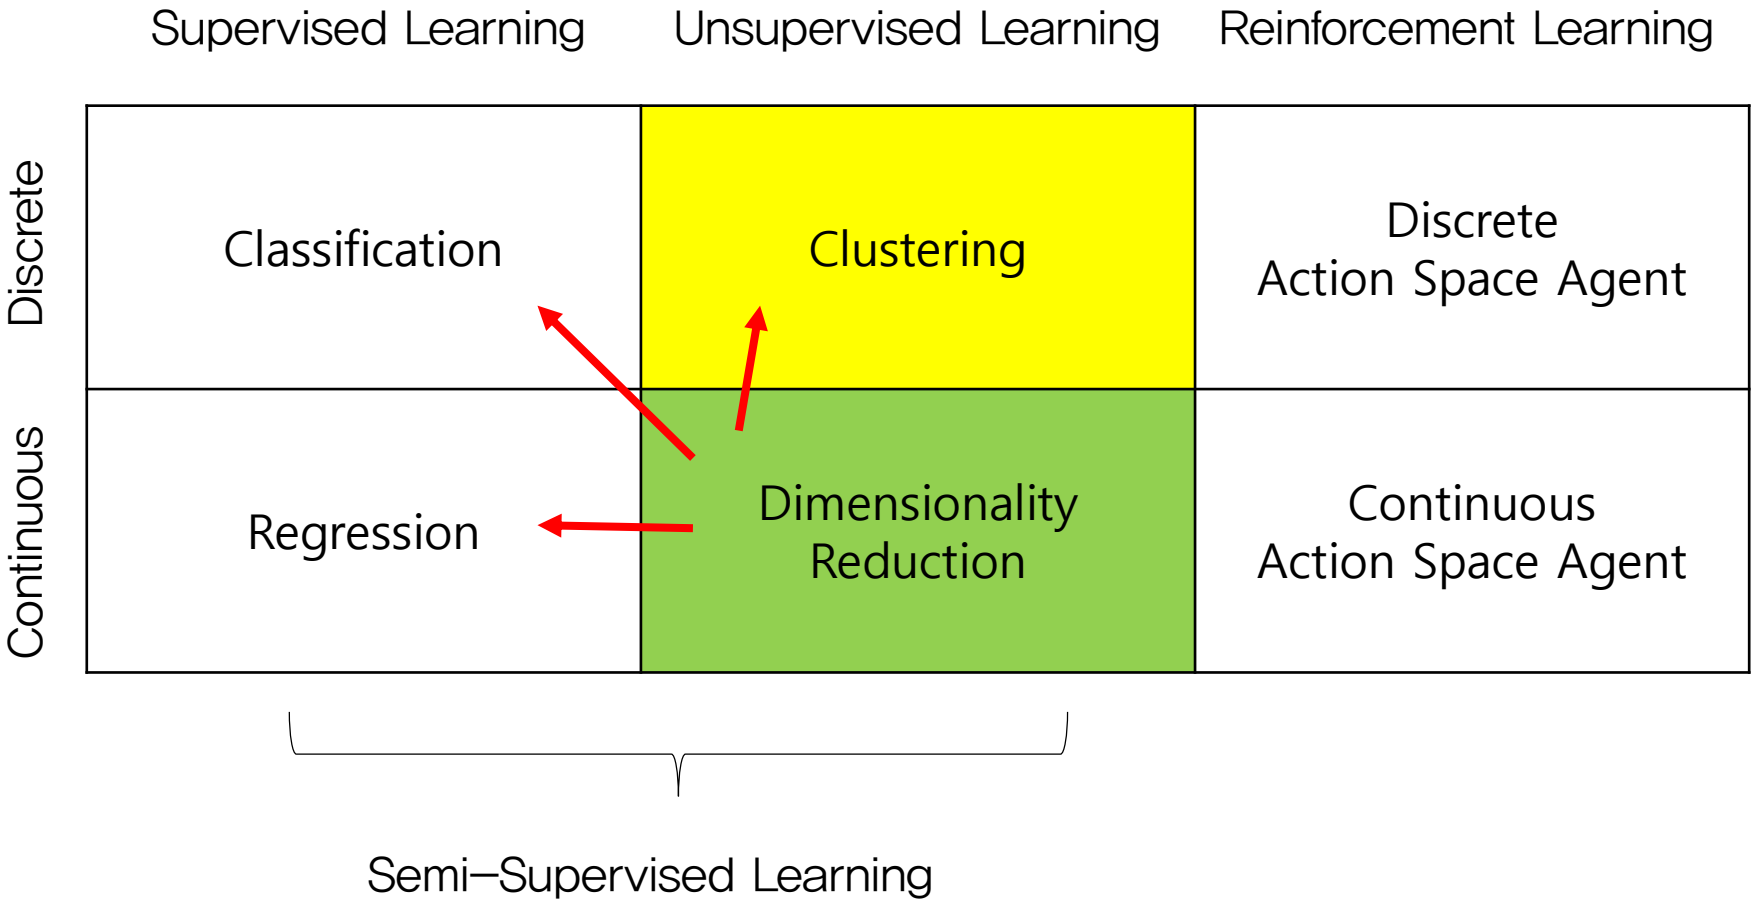 Supervised Learning
Unsupervised Learning
Reinforcement Learning
Discrete
Classification
Clustering
Discrete
Action Space Agent
Continuous
Regression
Dimensionality
Reduction
Continuous
Action Space Agent
Semi-Supervised Learning